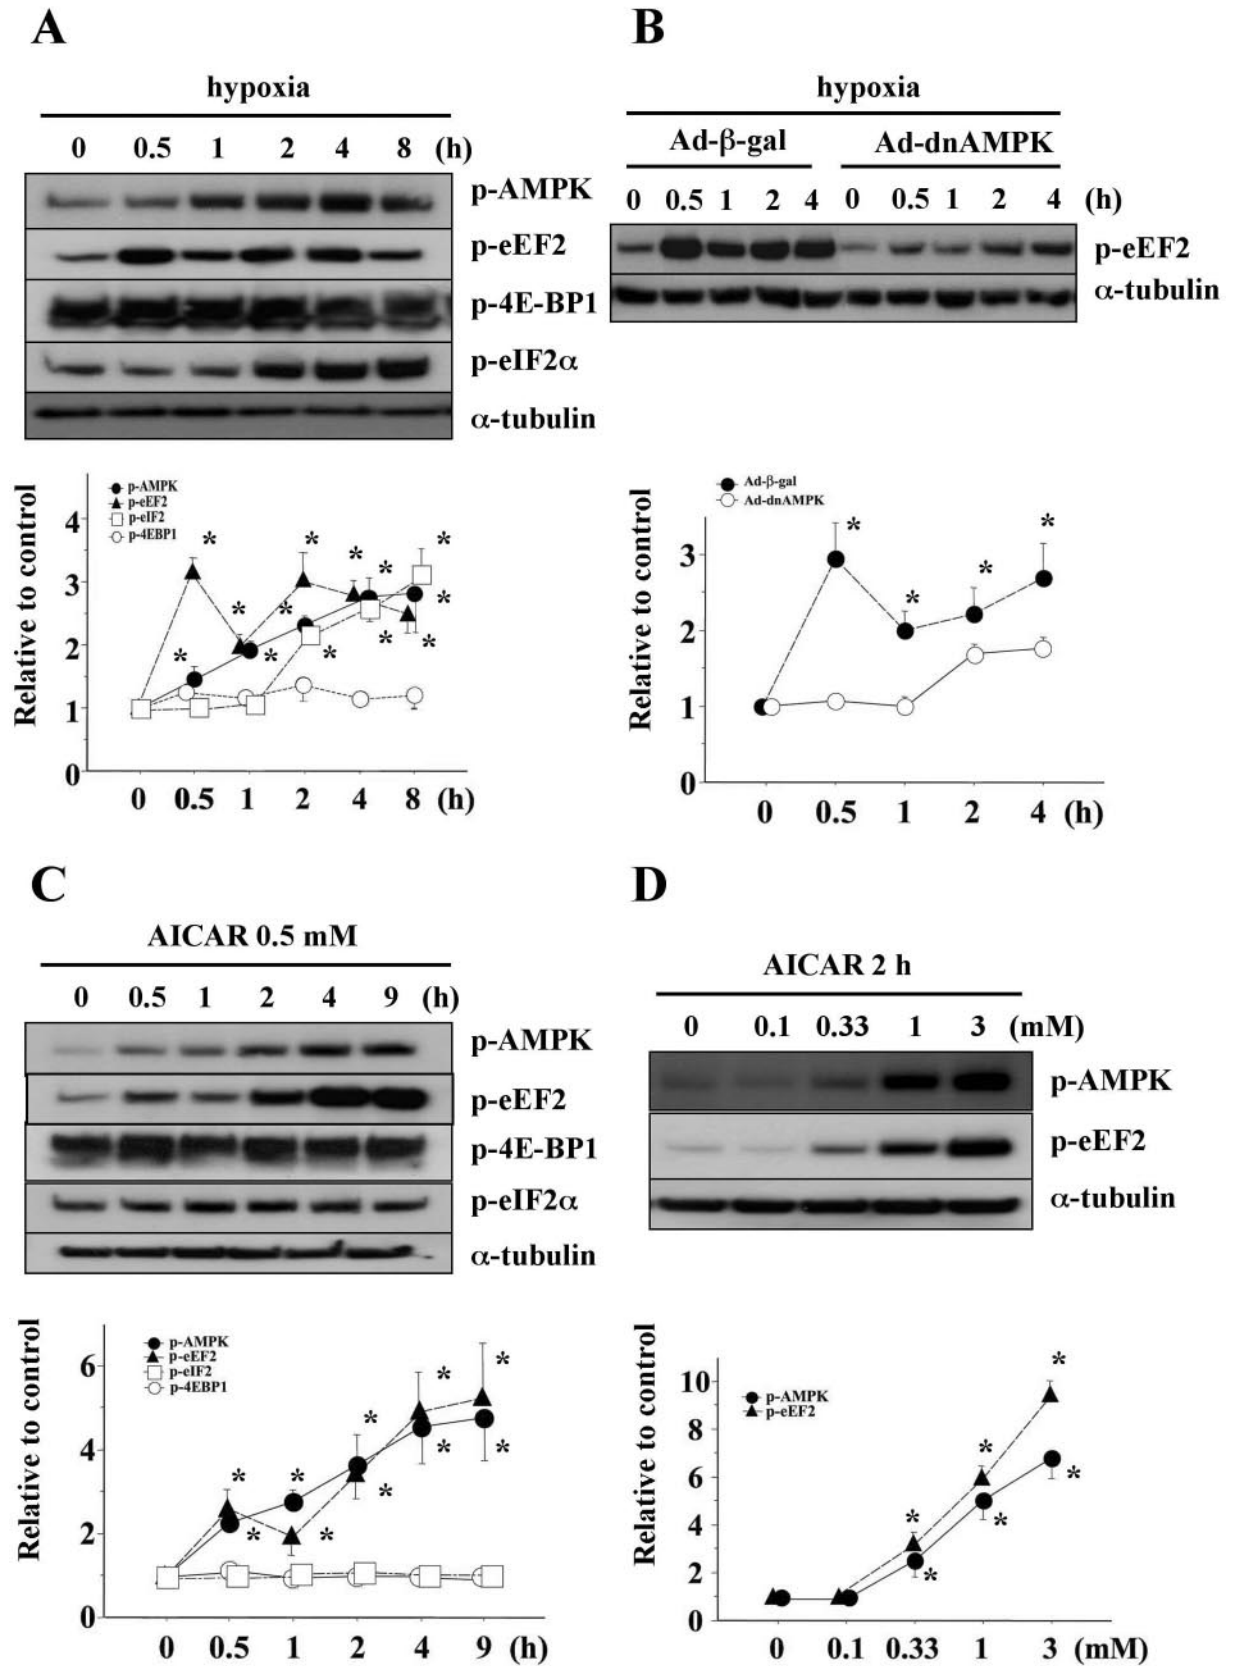 A
hypoxia
0 0.5 1 2 4 8 (h)
p-AMPK
p-eEF2
p-4E-BP1
p-eIF2α
α-tubulin
Relative to control
p-AMPK
p-eEF2
p-eIF2
p-4EBP1
4
3
2
1
0
* * * * * * * * * * * * *
0 0.5 1 2 4 8 (h)
B
hypoxia
Ad-β-gal Ad-dnAMPK
0 0.5 1 2 4 0 0.5 1 2 4 (h)
p-eEF2
α-tubulin
Relative to control
Ad-β-gal
Ad-dnAMPK
3
2
1
0
* * * *
0 0.5 1 2 4 (h)
C
AICAR 0.5 mM
0 0.5 1 2 4 9 (h)
p-AMPK
p-eEF2
p-4E-BP1
p-eIF2α
α-tubulin
Relative to control
p-AMPK
p-eEF2
p-eIF2
p-4EBP1
6
4
2
0
* * * * * * * * * *
0 0.5 1 2 4 9 (h)
D
AICAR 2 h
0 0.1 0.33 1 3 (mM)
p-AMPK
p-eEF2
α-tubulin
Relative to control
p-AMPK
p-eEF2
10
8
6
4
2
0
* * * * * *
0 0.1 0.33 1 3 (mM)